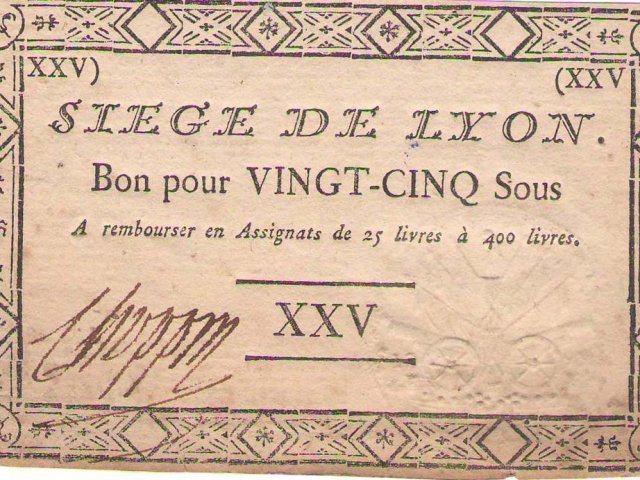 XXV) (XXV
SIEGE DE LYON.
Bon pour VINGT-CINQ Sous
A rembourser en Assignats de 25 livres à 400 livres.
XXV